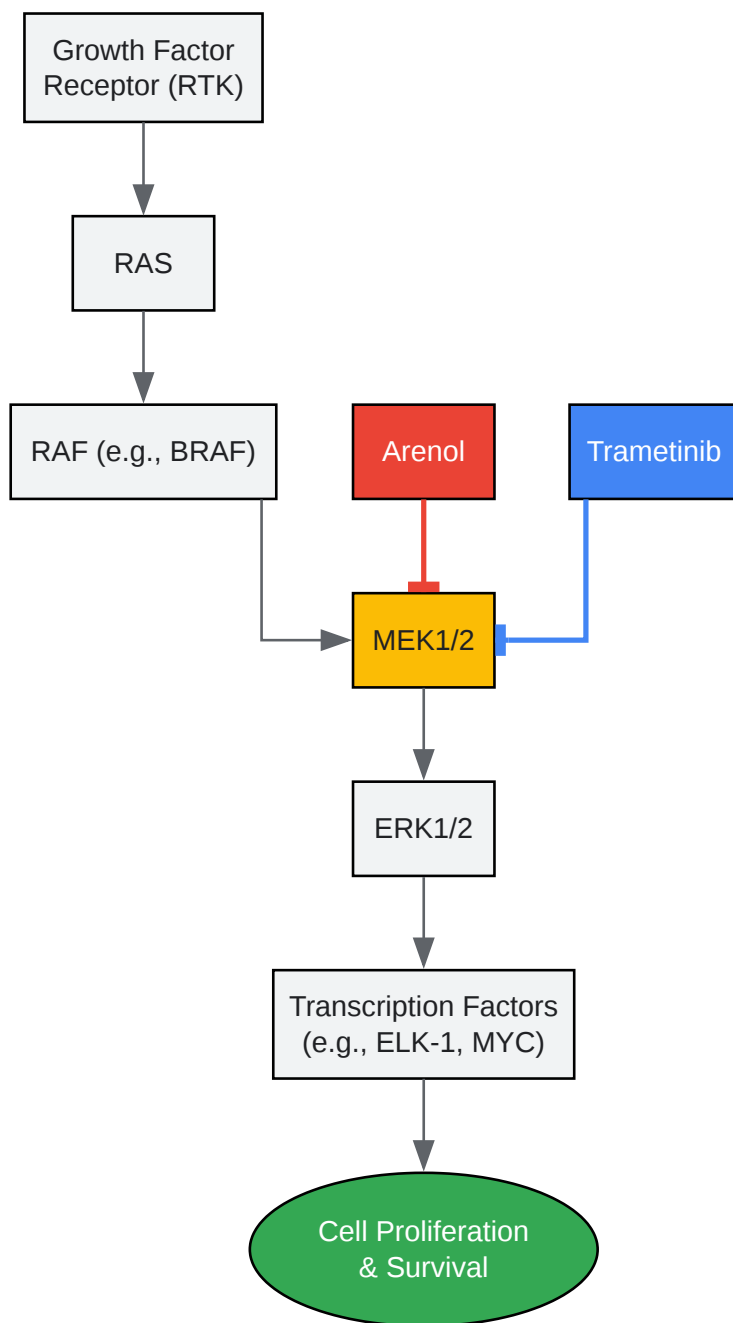 Growth Factor
Receptor (RTK)
RAS
RAF (e.g., BRAF)
Arenol
Trametinib
MEK1/2
ERK1/2
Transcription Factors
(e.g., ELK-1, MYC)
Cell Proliferation
& Survival